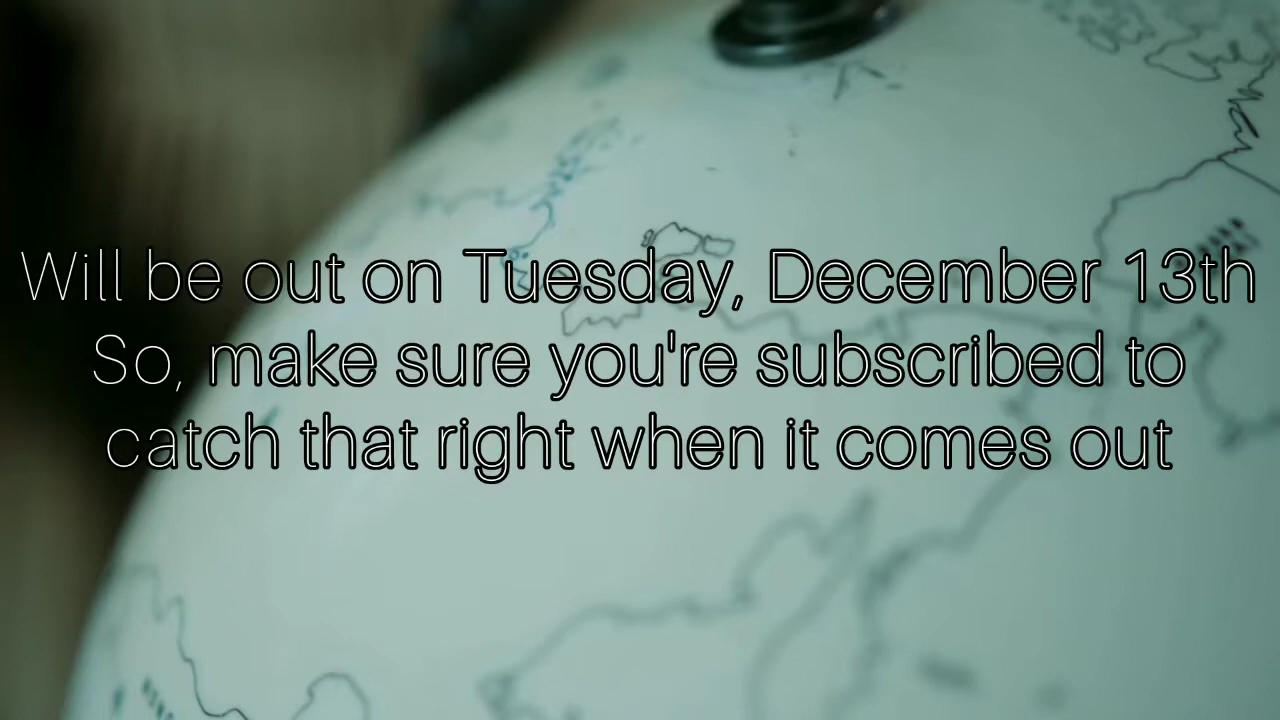 Will be out on Tuesday, December 13th
So, make sure you're subscribed to
catch that right when it comes out